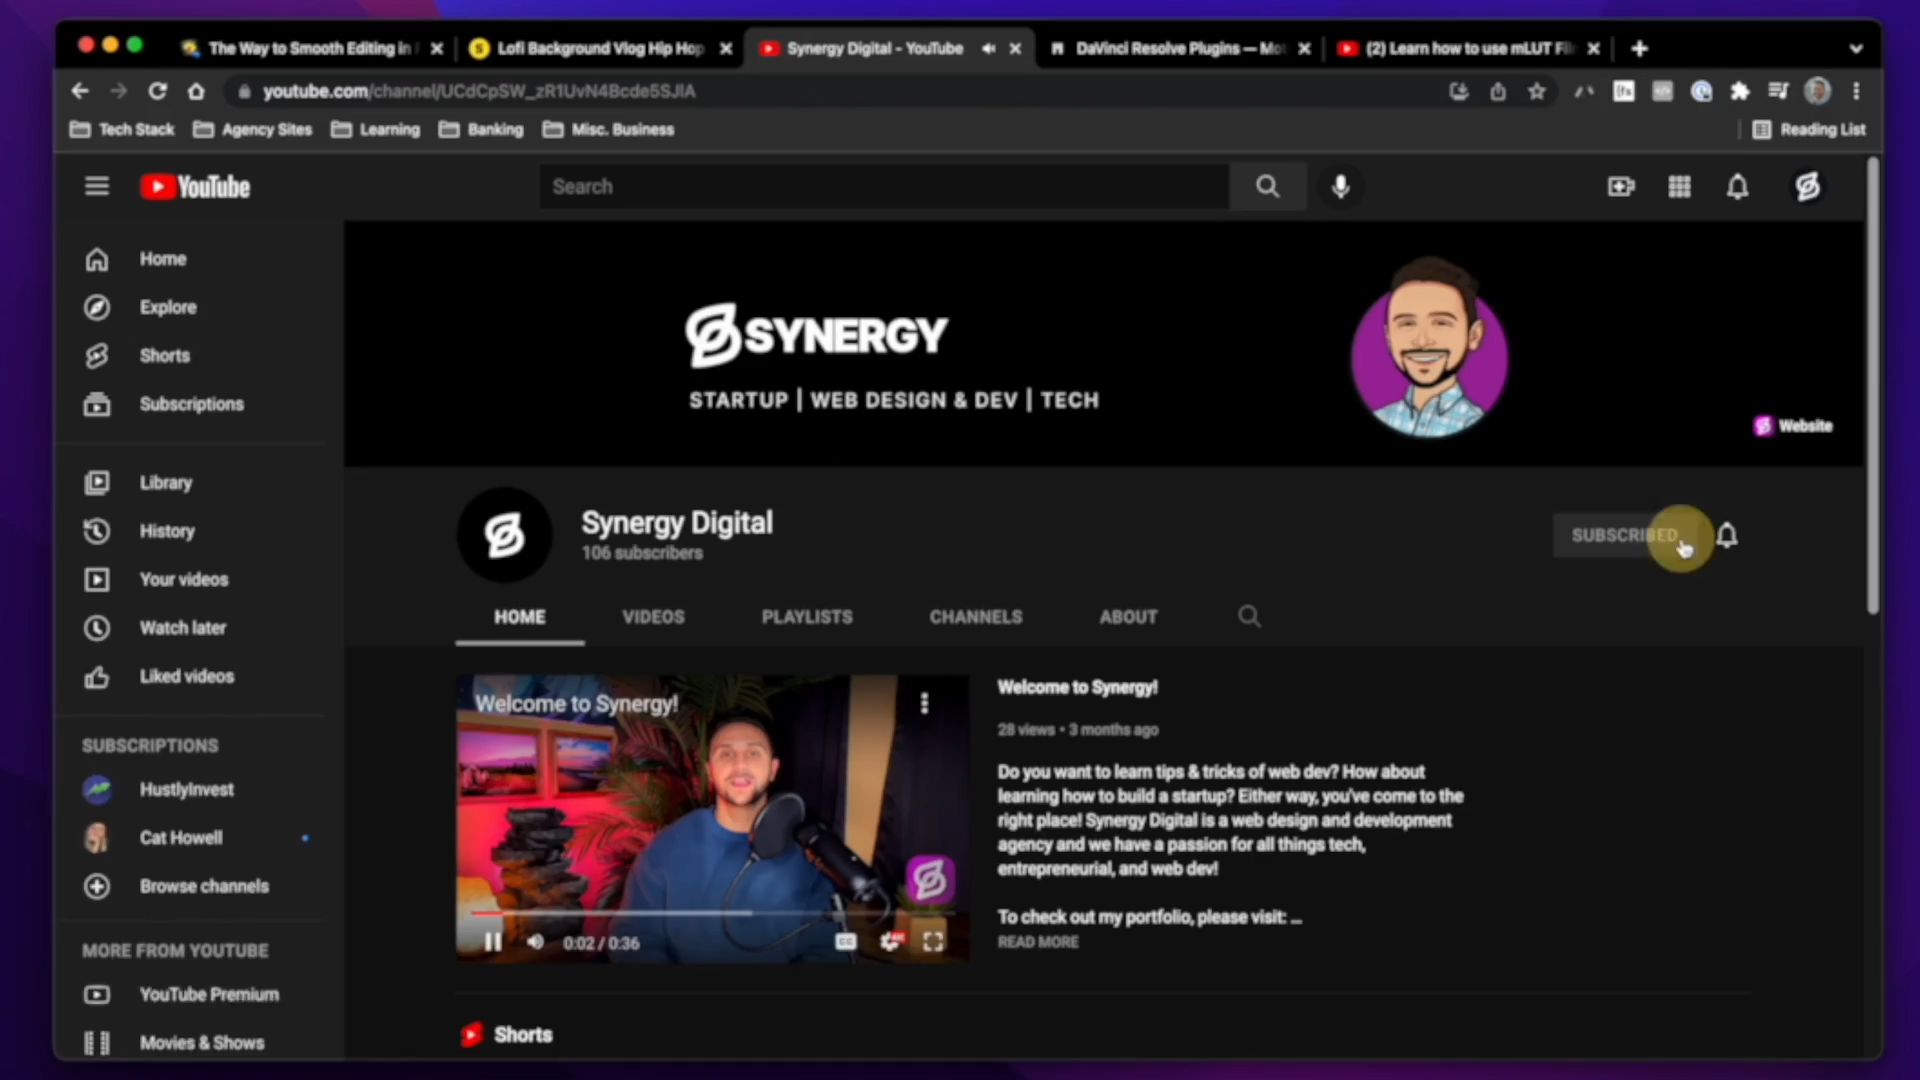 The Way to Smooth Editing in
Lofi Background Vlog Hip Hop
Synergy Digital - YouTube
DaVinci Resolve Plugins — Mot
(2) Learn how to use mLUT Fil
youtube.com/channel/UCdCpSW_zR1UvN4Bcde5SJlA
Tech Stack
Agency Sites
Learning
Banking
Misc. Business
Reading List
YouTube
Search
Home
Explore
Shorts
Subscriptions
Library
History
Your videos
Watch later
Liked videos
SUBSCRIPTIONS
HustlyInvest
Cat Howell
Browse channels
MORE FROM YOUTUBE
YouTube Premium
Movies & Shows
SYNERGY
STARTUP | WEB DESIGN & DEV | TECH
Website
Synergy Digital
106 subscribers
SUBSCRIBED
HOME
VIDEOS
PLAYLISTS
CHANNELS
ABOUT
Welcome to Synergy!
0:02 / 0:36
Welcome to Synergy!
28 views • 3 months ago
Do you want to learn tips & tricks of web dev? How about
learning how to build a startup? Either way, you've come to the
right place! Synergy Digital is a web design and development
agency and we have a passion for all things tech,
entrepreneurial, and web dev!
To check out my portfolio, please visit: ...
READ MORE
Shorts